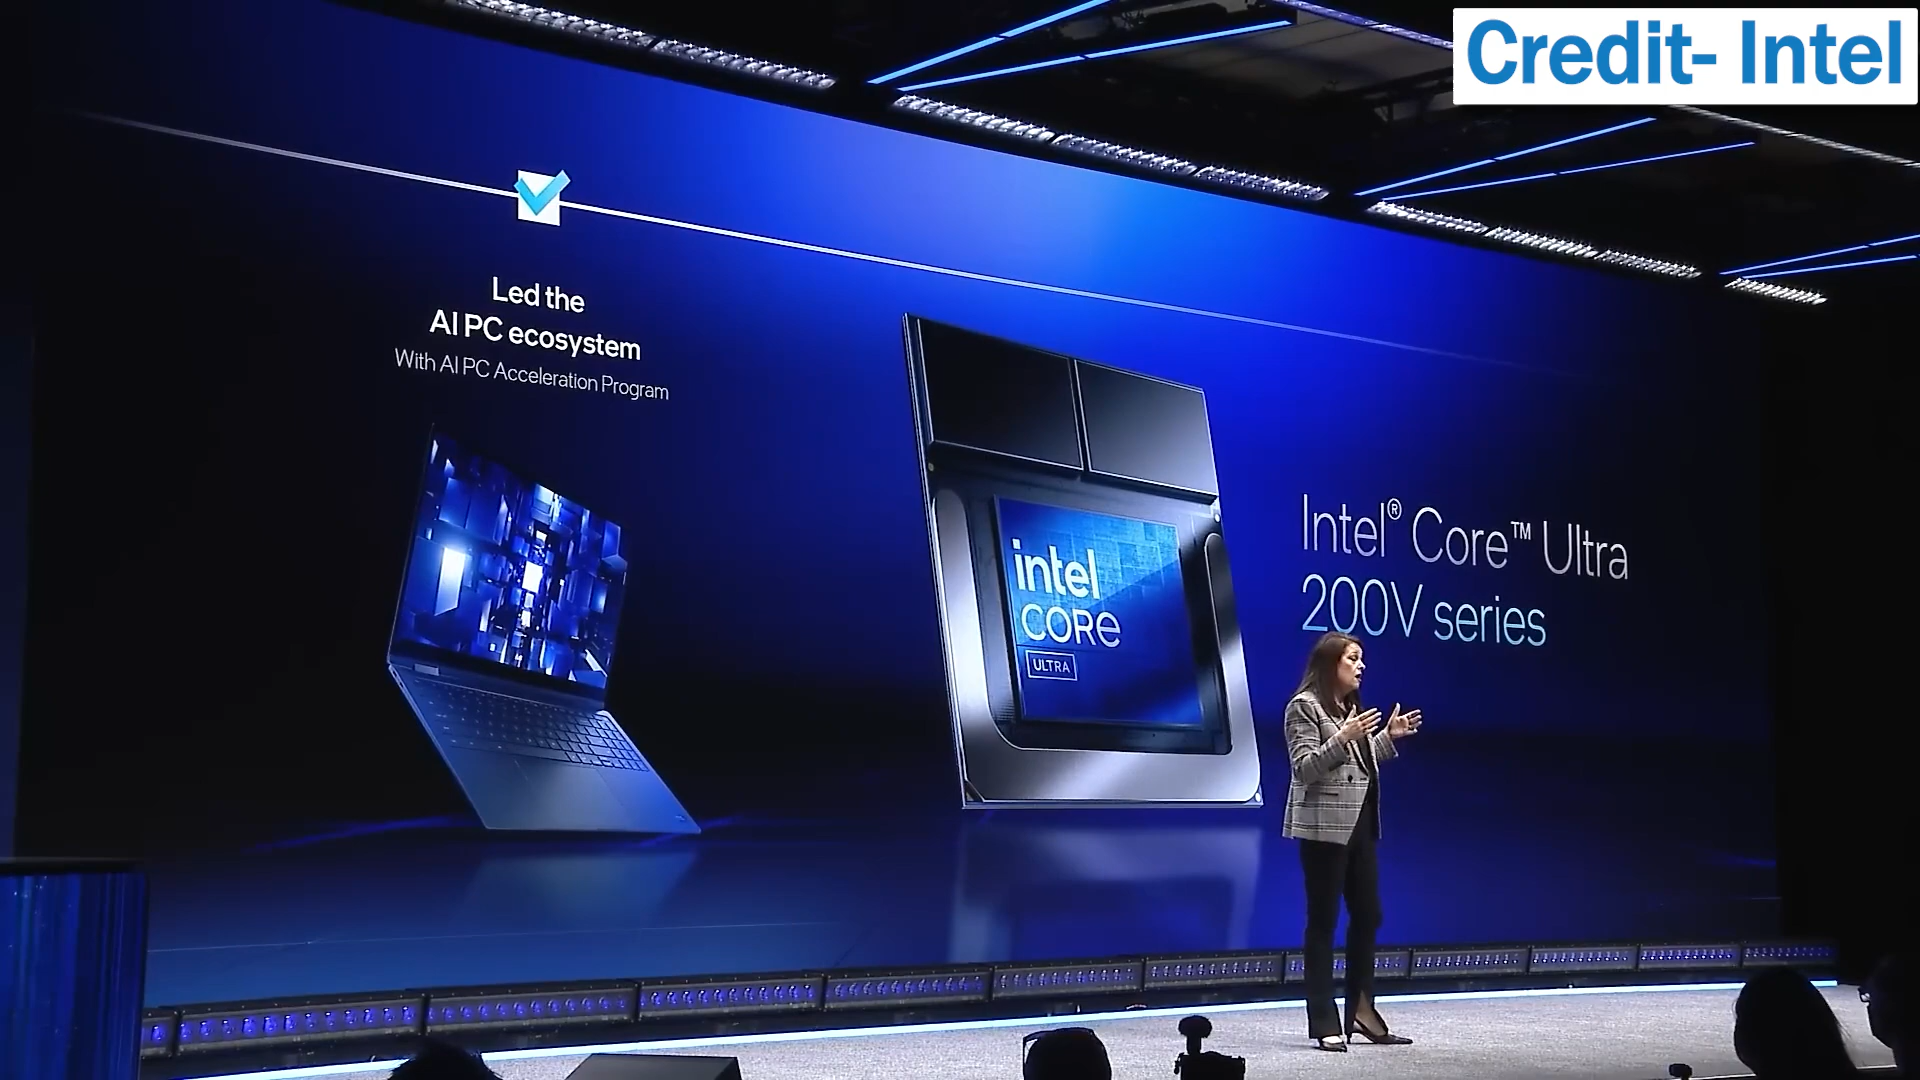 Credit- Intel
Led the
AI PC ecosystem
With AI PC Acceleration Program
intel
CORE
ULTRA
Intel® Core™ Ultra
200V series